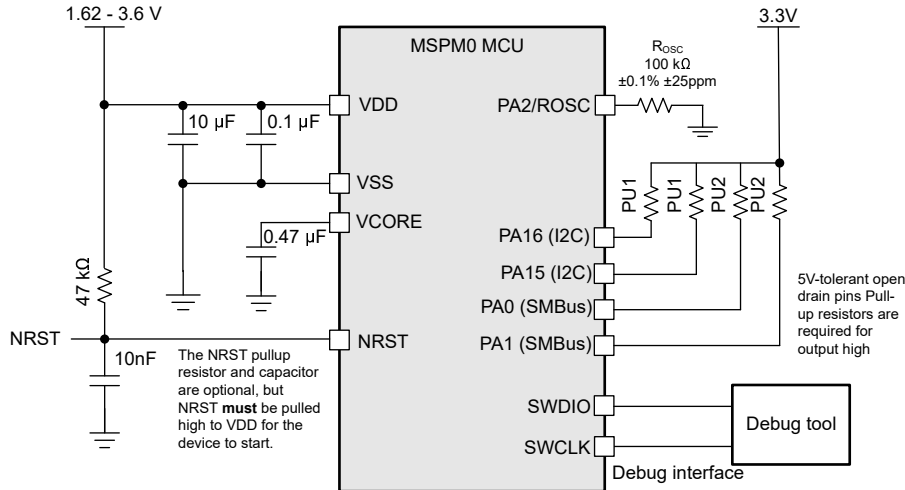 1.62 - 3.6 V
3.3V
MSPM0 MCU
ROSC
100 kΩ
±0.1% ±25ppm
VDD
PA2/ROSC
10 µF
0.1 µF
VSS
VCORE
0.47 µF
PU1
PU1
PU2
PU2
PA16 (I2C)
PA15 (I2C)
PA0 (SMBus)
PA1 (SMBus)
5V-tolerant open
drain pins Pull-
up resistors are
required for
output high
47 kΩ
NRST
NRST
10nF
The NRST pullup
resistor and capacitor
are optional, but
NRST must be pulled
high to VDD for the
device to start.
SWDIO
SWCLK
Debug tool
Debug interface